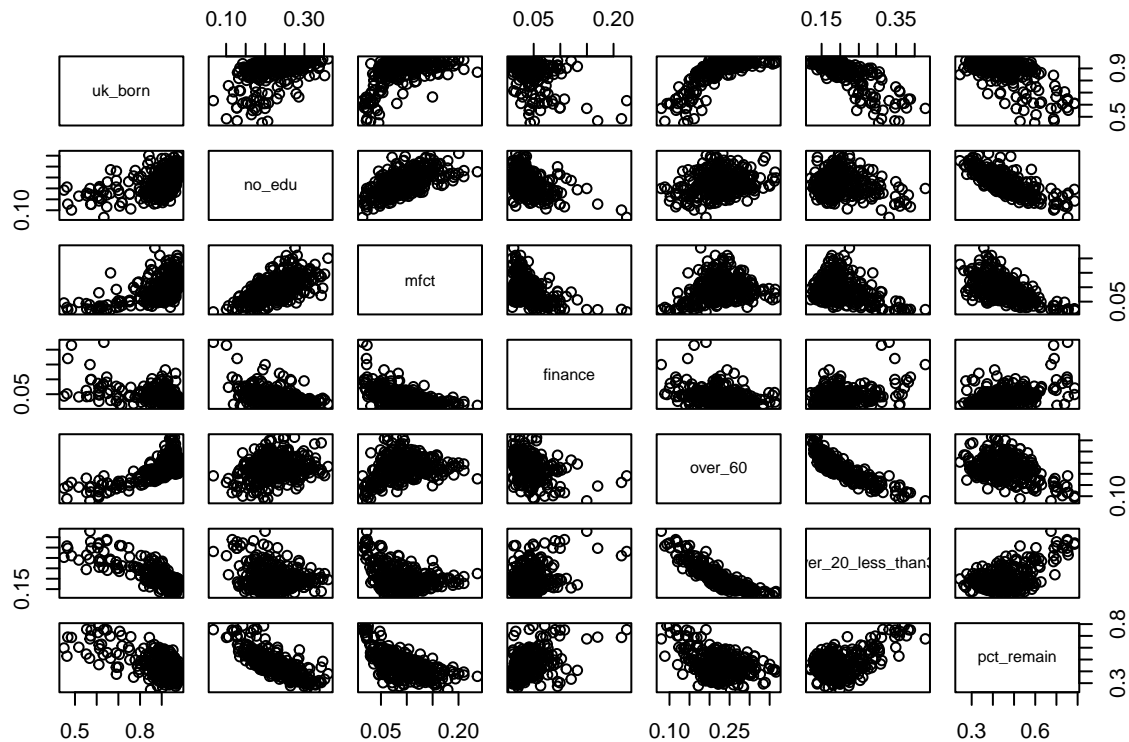 0.10 0.30 0.05 0.20 0.15 0.35
uk_born
0.5 0.9
0.10
no_edu
mfct
0.05
0.05
finance
over_60
0.10
0.15
ver_20_less_than3
pct_remain
0.3 0.8
0.5 0.8 0.05 0.20 0.10 0.25 0.3 0.6